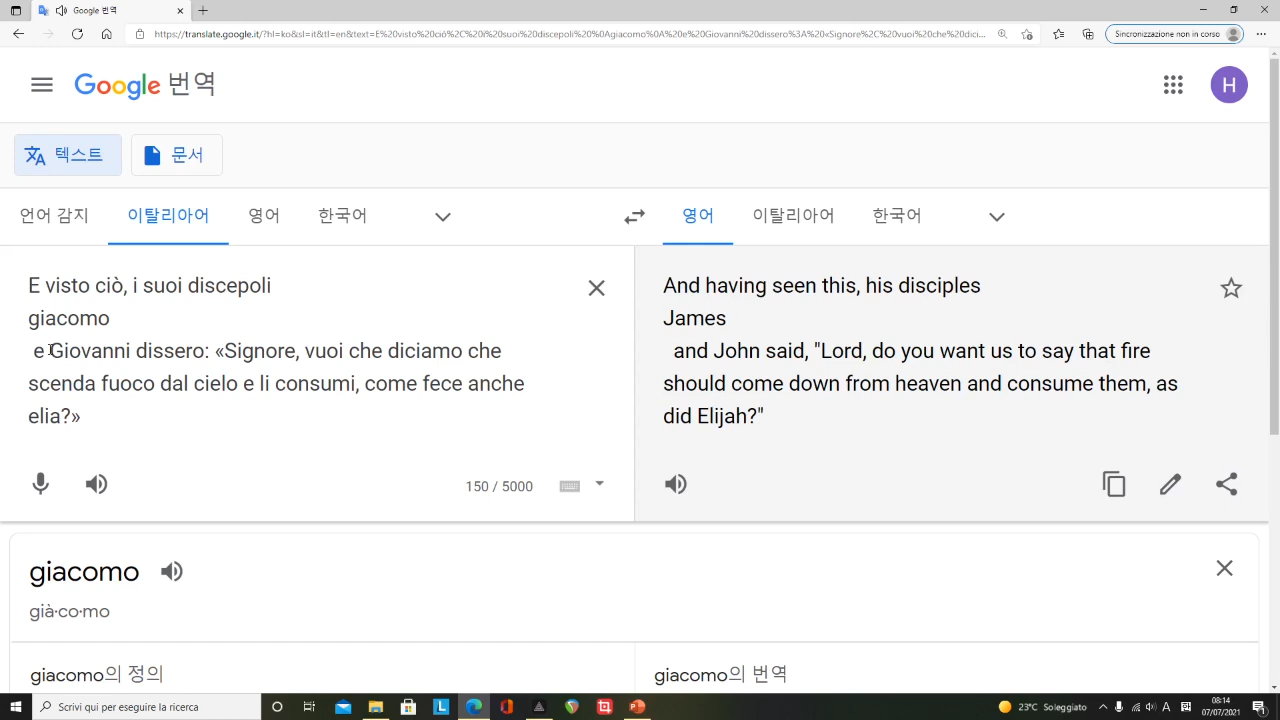 Google 번역
https://translate.google.it/?hl=ko&sl=it&tl=en&text=E%20visto%20ciò%2C%20i%20suoi%20discepoli%20%0Agiacomo%0A%20e%20Giovanni%20dissero%3A%20«Signore%2C%20vuoi%20che%20dici...
Sincronizzazione non in corso
Google 번역
H
텍스트
문서
언어 감지 이탈리아어 영어 한국어
영어 이탈리아어 한국어
E visto ciò, i suoi discepoli
giacomo
e Giovanni dissero: «Signore, vuoi che diciamo che
scenda fuoco dal cielo e li consumi, come fece anche
elia?»
150 / 5000
And having seen this, his disciples
James
and John said, "Lord, do you want us to say that fire
should come down from heaven and consume them, as
did Elijah?"
giacomo
già·co·mo
giacomo의 정의
giacomo의 번역
Scrivi qui per eseguire la ricerca
23°C Soleggiato
08:14
07/07/2021